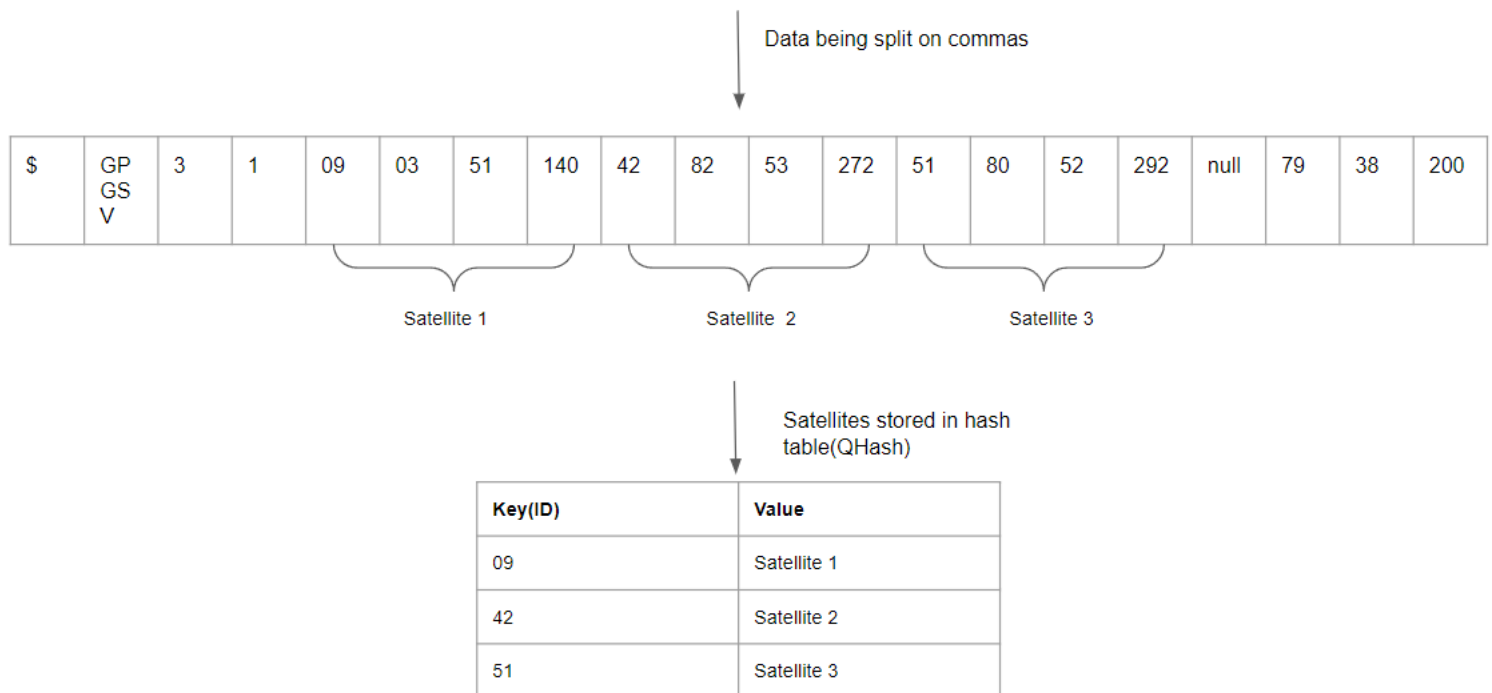 Data being split on commas
$ GP 3 1 09 03 51 140 42 82 53 272 51 80 52 292 null 79 38 200
GS
V
Satellite 1 Satellite 2 Satellite 3
Satellites stored in hash
table(QHash)
Key(ID) Value
09 Satellite 1
42 Satellite 2
51 Satellite 3